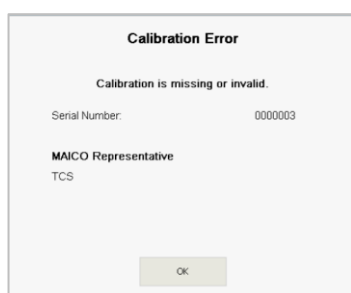 Calibration Error
Calibration is missing or invalid.
Serial Number: 0000003
MAICO Representative
TCS
OK